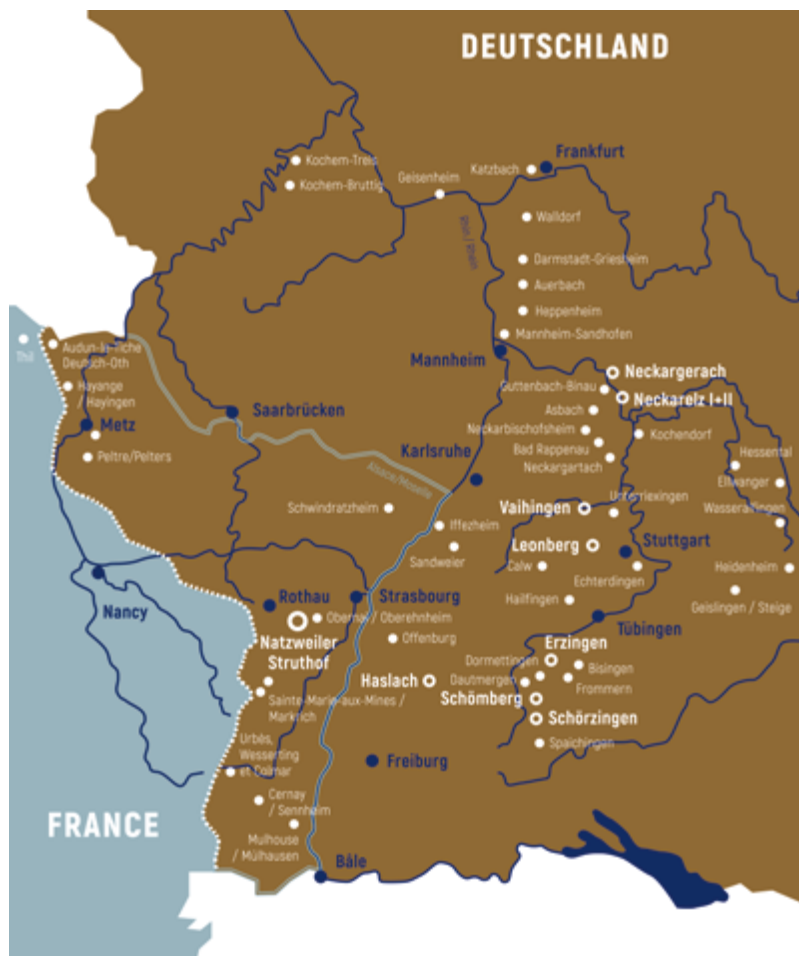 DEUTSCHLAND
Kochem-Treis
Kochem-Bruttig
Geisenheim
Katzbach
Frankfurt
Rhin / Rhein
Walldorf
Darmstadt-Griesheim
Auerbach
Heppenheim
Mannheim-Sandhofen
Mannheim
Thil
Audun-le-Tiche
Deutsch-Oth
Hayange
/ Hayingen
Metz
Peltre/Pelters
Saarbrücken
Alsace/Moselle
Neckargerach
Guttenbach-Binau
Neckarelz I+II
Asbach
Neckarbischofsheim
Bad Rappenau
Neckargartach
Kochendorf
Hessental
Ellwanger
Wasseralfingen
Karlsruhe
Schwindratzheim
Iffezheim
Sandweier
Vaihingen
Unterriexingen
Leonberg
Stuttgart
Calw
Echterdingen
Hailfingen
Heidenheim
Geislingen / Steige
Tübingen
Nancy
Rothau
Strasbourg
Obernai / Oberehnheim
Natzweiler
Struthof
Offenburg
Haslach
Erzingen
Dormettingen
Bisingen
Dautmergen
Frommern
Schömberg
Schörzingen
Spaichingen
Sainte-Marie-aux-Mines /
Markirch
Urbès,
Wesserting
et Colmar
Freiburg
Cernay
/ Sennheim
FRANCE
Mulhouse
/ Mülhausen
Bâle